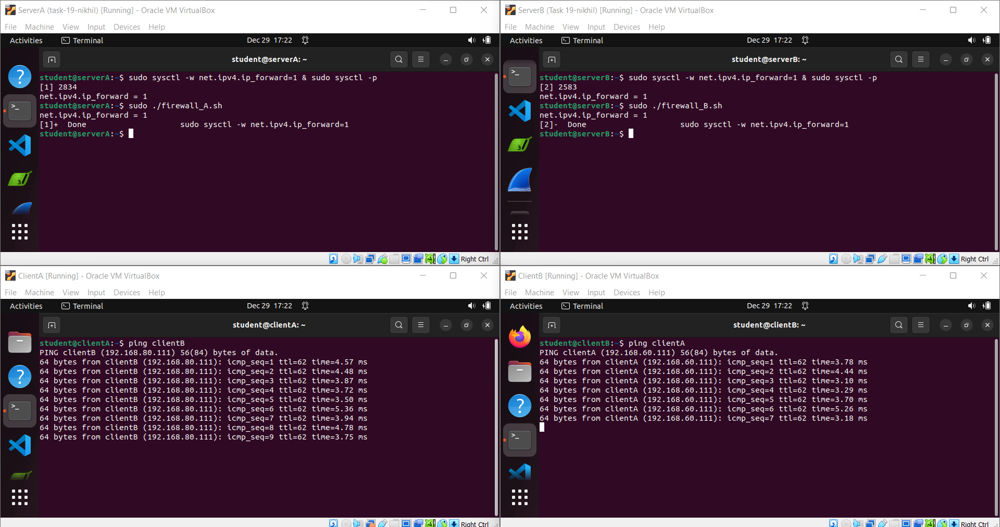 ServerA (task-19-nikhil) [Running] - Oracle VM VirtualBox
File Machine View Input Devices Help
Activities Terminal Dec 29 17:22
student@serverA: ~
student@serverA:~$ sudo sysctl -w net.ipv4.ip_forward=1 & sudo sysctl -p
[1] 2834
net.ipv4.ip_forward = 1
student@serverA:~$ sudo ./firewall_A.sh
net.ipv4.ip_forward = 1
[1]+  Done                    sudo sysctl -w net.ipv4.ip_forward=1
student@serverA:~$
Right Ctrl
ServerB (Task 19-nikhil) [Running] - Oracle VM VirtualBox
File Machine View Input Devices Help
Activities Terminal Dec 29 17:22
student@serverB: ~
student@serverB:~$ sudo sysctl -w net.ipv4.ip_forward=1 & sudo sysctl -p
[2] 2583
net.ipv4.ip_forward = 1
student@serverB:~$ sudo ./firewall_B.sh
net.ipv4.ip_forward = 1
[2]-  Done                    sudo sysctl -w net.ipv4.ip_forward=1
student@serverB:~$
Right Ctrl
ClientA [Running] - Oracle VM VirtualBox
File Machine View Input Devices Help
Activities Terminal Dec 29 17:22
student@clientA: ~
student@clientA:~$ ping clientB
PING clientB (192.168.80.111) 56(84) bytes of data.
64 bytes from clientB (192.168.80.111): icmp_seq=1 ttl=62 time=4.57 ms
64 bytes from clientB (192.168.80.111): icmp_seq=2 ttl=62 time=4.48 ms
64 bytes from clientB (192.168.80.111): icmp_seq=3 ttl=62 time=3.87 ms
64 bytes from clientB (192.168.80.111): icmp_seq=4 ttl=62 time=3.72 ms
64 bytes from clientB (192.168.80.111): icmp_seq=5 ttl=62 time=3.50 ms
64 bytes from clientB (192.168.80.111): icmp_seq=6 ttl=62 time=5.36 ms
64 bytes from clientB (192.168.80.111): icmp_seq=7 ttl=62 time=3.94 ms
64 bytes from clientB (192.168.80.111): icmp_seq=8 ttl=62 time=4.78 ms
64 bytes from clientB (192.168.80.111): icmp_seq=9 ttl=62 time=3.75 ms
Right Ctrl
ClientB [Running] - Oracle VM VirtualBox
File Machine View Input Devices Help
Activities Terminal Dec 29 17:22
student@clientB: ~
student@clientB:~$ ping clientA
PING clientA (192.168.60.111) 56(84) bytes of data.
64 bytes from clientA (192.168.60.111): icmp_seq=1 ttl=62 time=3.78 ms
64 bytes from clientA (192.168.60.111): icmp_seq=2 ttl=62 time=4.44 ms
64 bytes from clientA (192.168.60.111): icmp_seq=3 ttl=62 time=3.10 ms
64 bytes from clientA (192.168.60.111): icmp_seq=4 ttl=62 time=3.29 ms
64 bytes from clientA (192.168.60.111): icmp_seq=5 ttl=62 time=3.70 ms
64 bytes from clientA (192.168.60.111): icmp_seq=6 ttl=62 time=5.26 ms
64 bytes from clientA (192.168.60.111): icmp_seq=7 ttl=62 time=3.18 ms
Right Ctrl